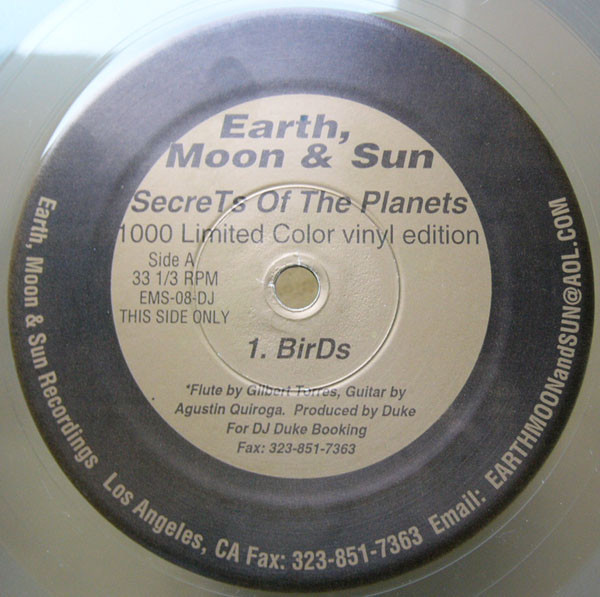 Earth,
Moon & Sun
SecreTs Of The Planets
1000 Limited Color vinyl edition
Side A
33 1/3 RPM
EMS-08-DJ
THIS SIDE ONLY
1. BirDs
*Flute by Gilbert Torres, Guitar by
Agustin Quiroga. Produced by Duke
For DJ Duke Booking
Fax: 323-851-7363
Earth, Moon & Sun Recordings Los Angeles, CA Fax: 323-851-7363 Email: EARTHMOONandSUN@AOL.COM